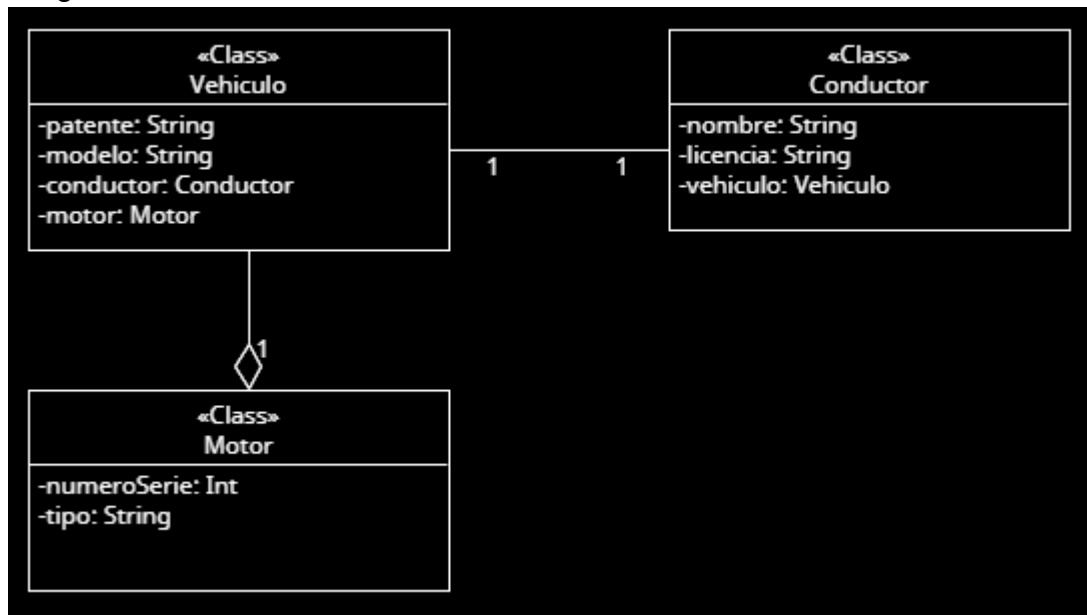 «Class»
Vehiculo
-patente: String
-modelo: String
-conductor: Conductor
-motor: Motor
1
1
«Class»
Conductor
-nombre: String
-licencia: String
-vehiculo: Vehiculo
1
«Class»
Motor
-numeroSerie: Int
-tipo: String